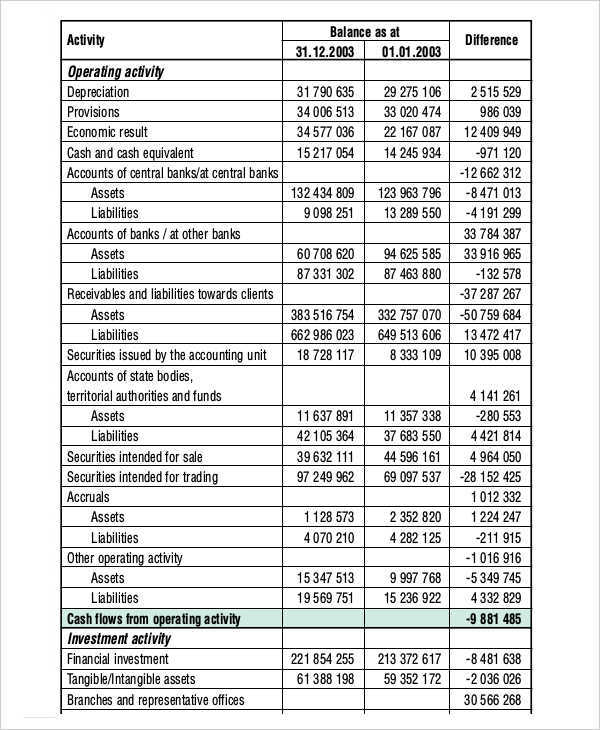 Activity Balance as at Difference
31.12.2003 01.01.2003
Operating activity
Depreciation 31 790 635 29 275 106 2 515 529
Provisions 34 006 513 33 020 474 986 039
Economic result 34 577 036 22 167 087 12 409 949
Cash and cash equivalent 15 217 054 14 245 934 -971 120
Accounts of central banks/at central banks -12 662 312
Assets 132 434 809 123 963 796 -8 471 013
Liabilities 9 098 251 13 289 550 -4 191 299
Accounts of banks / at other banks 33 784 387
Assets 60 708 620 94 625 585 33 916 965
Liabilities 87 331 302 87 463 880 -132 578
Receivables and liabilities towards clients -37 287 267
Assets 383 516 754 332 757 070 -50 759 684
Liabilities 662 986 023 649 513 606 13 472 417
Securities issued by the accounting unit 18 728 117 8 333 109 10 395 008
Accounts of state bodies,
territorial authorities and funds 4 141 261
Assets 11 637 891 11 357 338 -280 553
Liabilities 42 105 364 37 683 550 4 421 814
Securities intended for sale 39 632 111 44 596 161 4 964 050
Securities intended for trading 97 249 962 69 097 537 -28 152 425
Accruals 1 012 332
Assets 1 128 573 2 352 820 1 224 247
Liabilities 4 070 210 4 282 125 -211 915
Other operating activity -1 016 916
Assets 15 347 513 9 997 768 -5 349 745
Liabilities 19 569 751 15 236 922 4 332 829
Cash flows from operating activity -9 881 485
Investment activity
Financial investment 221 854 255 213 372 617 -8 481 638
Tangible/Intangible assets 61 388 198 59 352 172 -2 036 026
Branches and representative offices 30 566 268